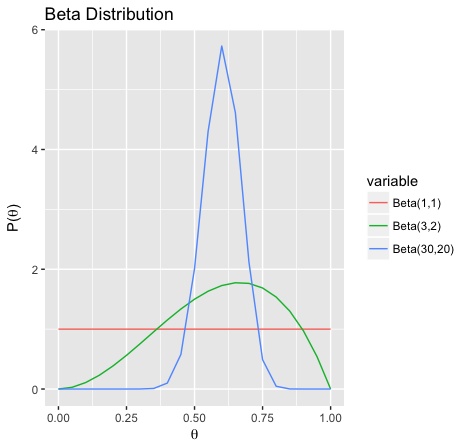 Beta Distribution
P(θ)
6
4
2
0
0.00 0.25 0.50 0.75 1.00
θ
variable
Beta(1,1)
Beta(3,2)
Beta(30,20)